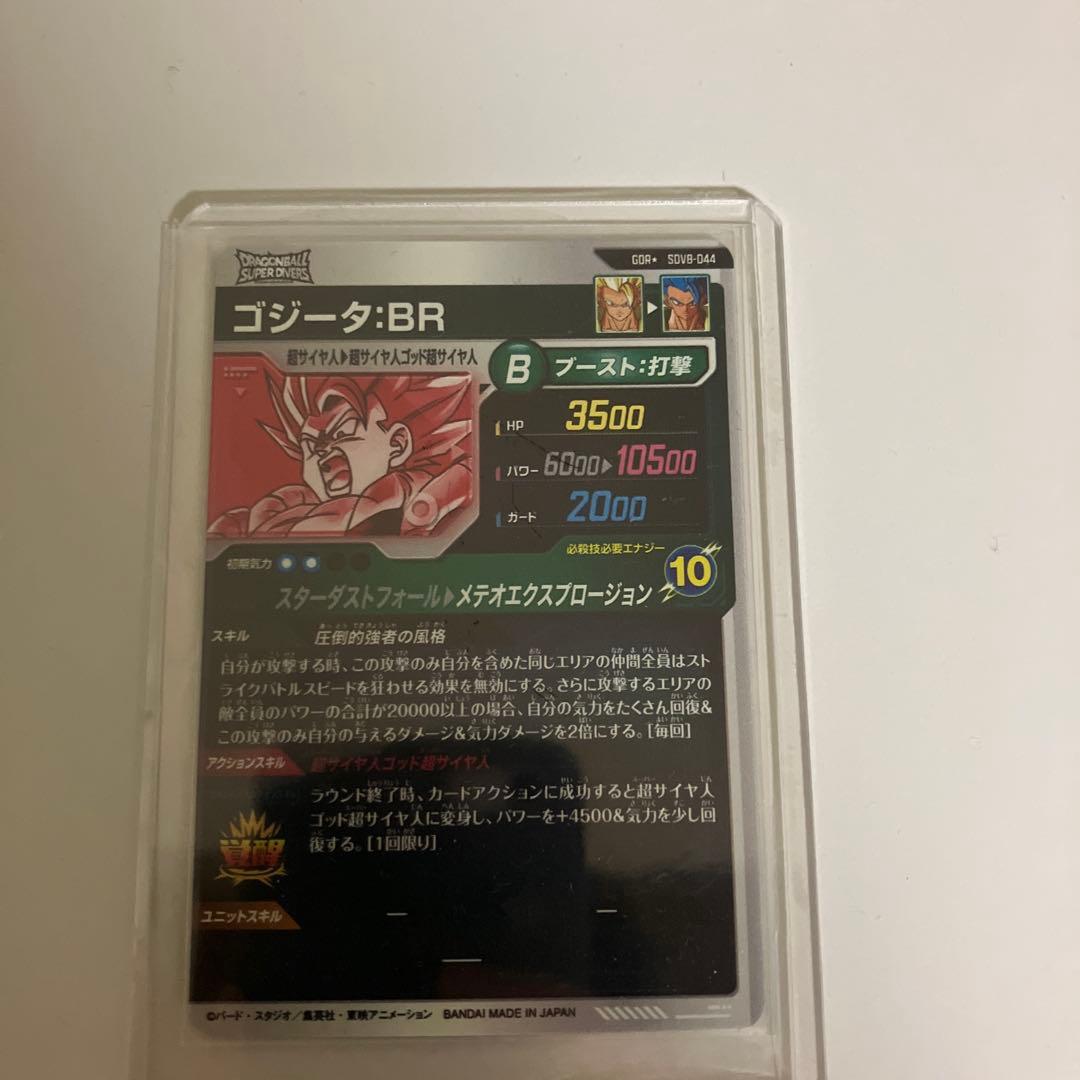 DRAGONBALL
SUPER DIVERS
GDR★ SDV8-044
ゴジータ:BR
超サイヤ人▶超サイヤ人ゴッド超サイヤ人
B ブースト:打撃
HP 3500
パワー 6000▶10500
ガード 2000
必殺技必要エナジー
初期気力
10
スターダストフォール▶メテオエクスプロージョン
スキル 圧倒的強者の風格
自分が攻撃する時、この攻撃のみ自分を含めた同じエリアの仲間全員はスト
ライクバトルスピードを狂わせる効果を無効にする。さらに攻撃するエリアの
敵全員のパワーの合計が20000以上の場合、自分の気力をたくさん回復&
この攻撃のみ自分の与えるダメージ&気力ダメージを2倍にする。[毎回]
アクションスキル 超サイヤ人ゴッド超サイヤ人
ラウンド終了時、カードアクションに成功すると超サイヤ人
ゴッド超サイヤ人に変身し、パワーを+4500&気力を少し回
復する。[1回限り]
覚醒
ユニットスキル
©バード・スタジオ/集英社・東映アニメーション BANDAI MADE IN JAPAN